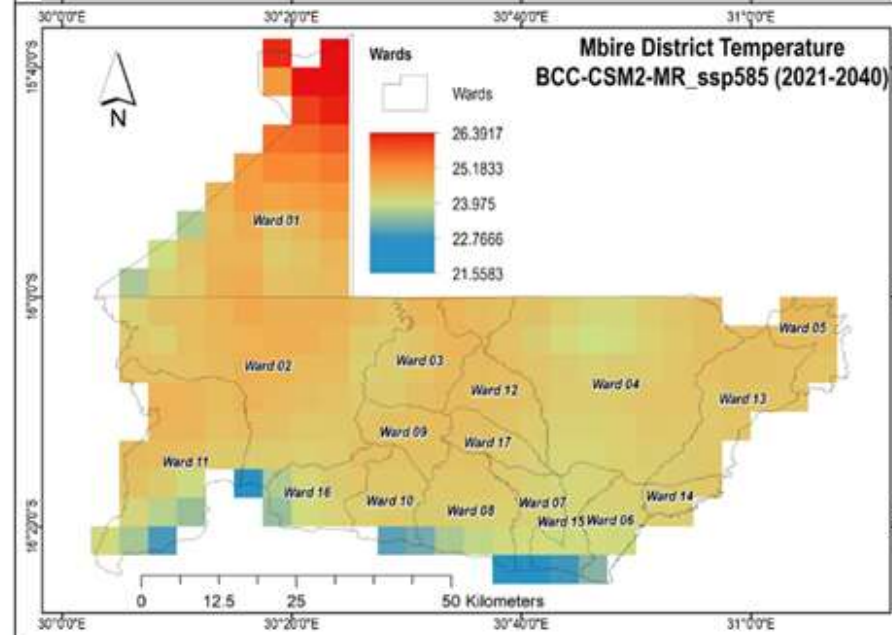 30°0'0"E 30°20'0"E 30°40'0"E 31°0'0"E
Mbire District Temperature
BCC-CSM2-MR_ssp585 (2021-2040)
N
Wards
Wards
26.3917
25.1833
23.975
22.7666
21.5583
15°40'0"S
16°0'0"S
16°20'0"S
Ward 01
Ward 05
Ward 02
Ward 03
Ward 04
Ward 12
Ward 13
Ward 09
Ward 17
Ward 11
Ward 16
Ward 10
Ward 08
Ward 07
Ward 14
Ward 15
Ward 06
0 12.5 25 50 Kilometers
30°0'0"E 30°20'0"E 30°40'0"E 31°0'0"E